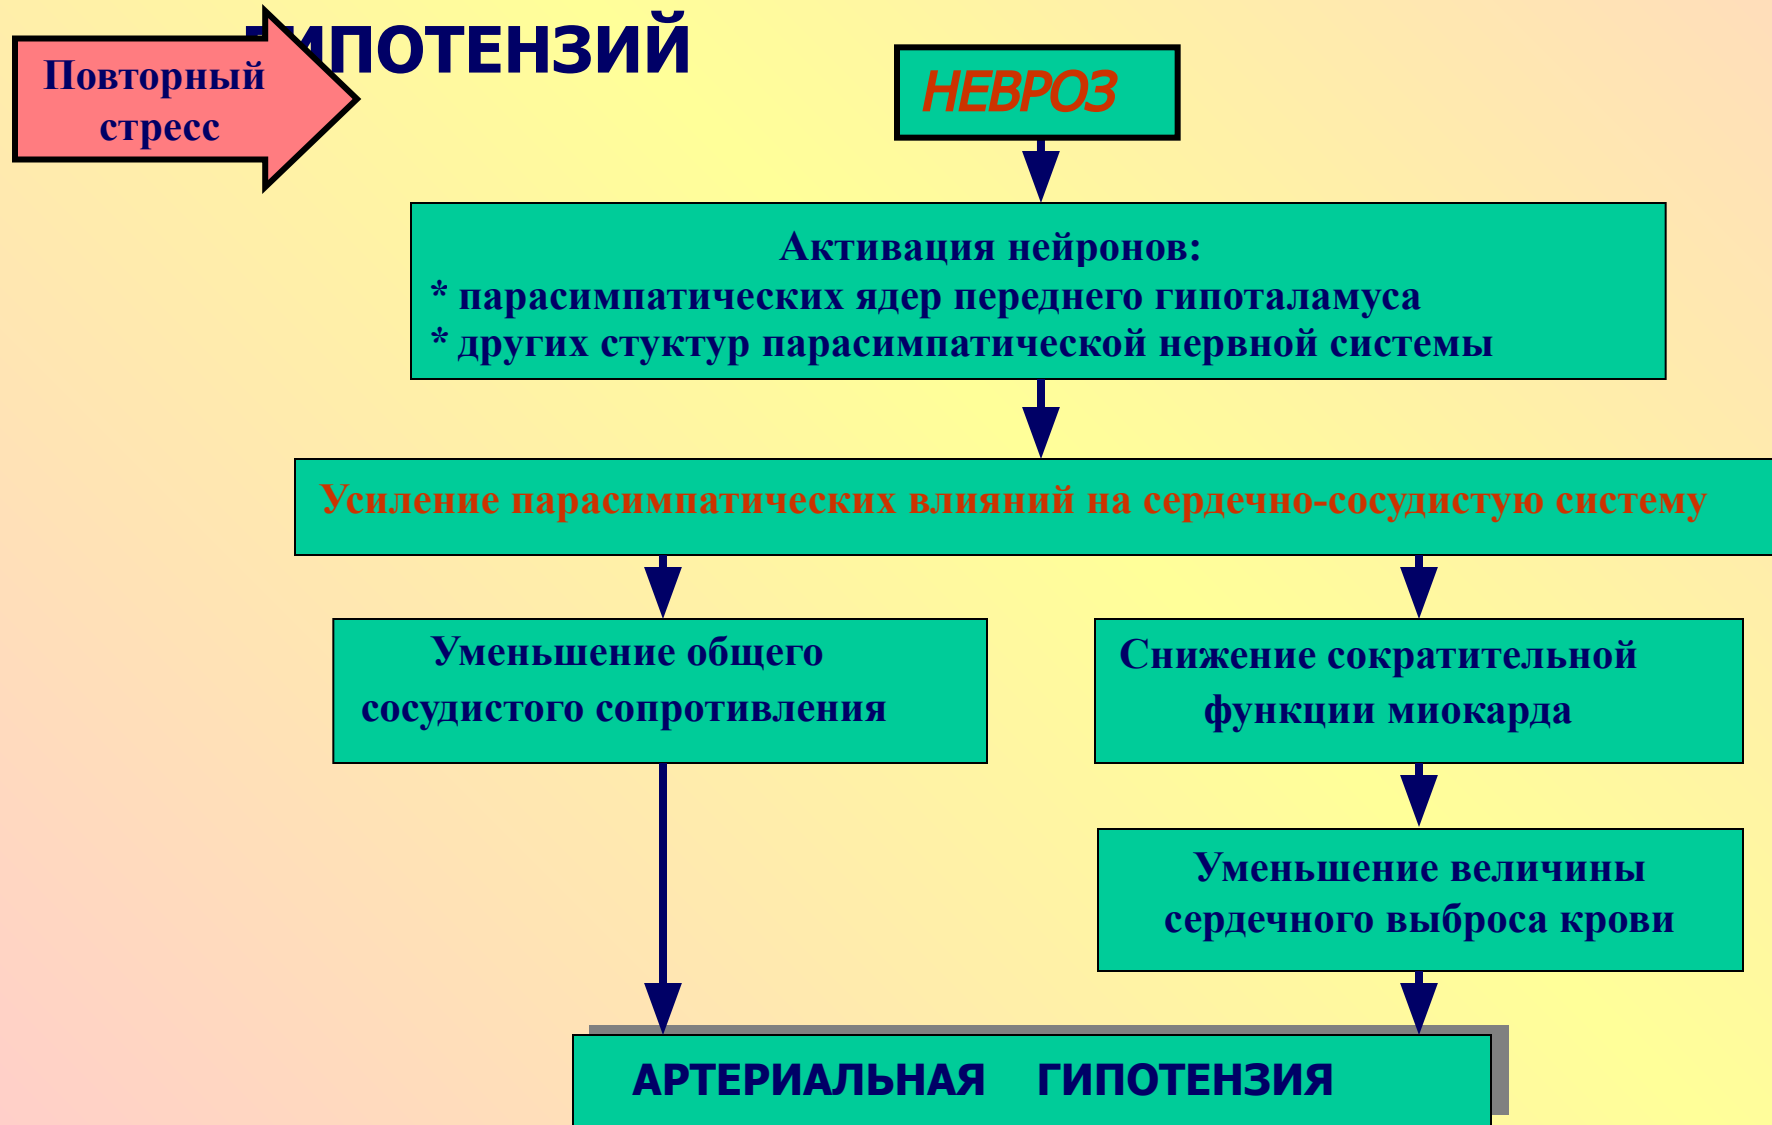 ГИПОТЕНЗИЙ
Повторный
стресс
НЕВРОЗ
Активация нейронов:
* парасимпатических ядер переднего гипоталамуса
* других стуктур парасимпатической нервной системы
Усиление парасимпатических влияний на сердечно-сосудистую систему
Уменьшение общего
сосудистого сопротивления
Снижение сократительной
функции миокарда
Уменьшение величины
сердечного выброса крови
АРТЕРИАЛЬНАЯ ГИПОТЕНЗИЯ